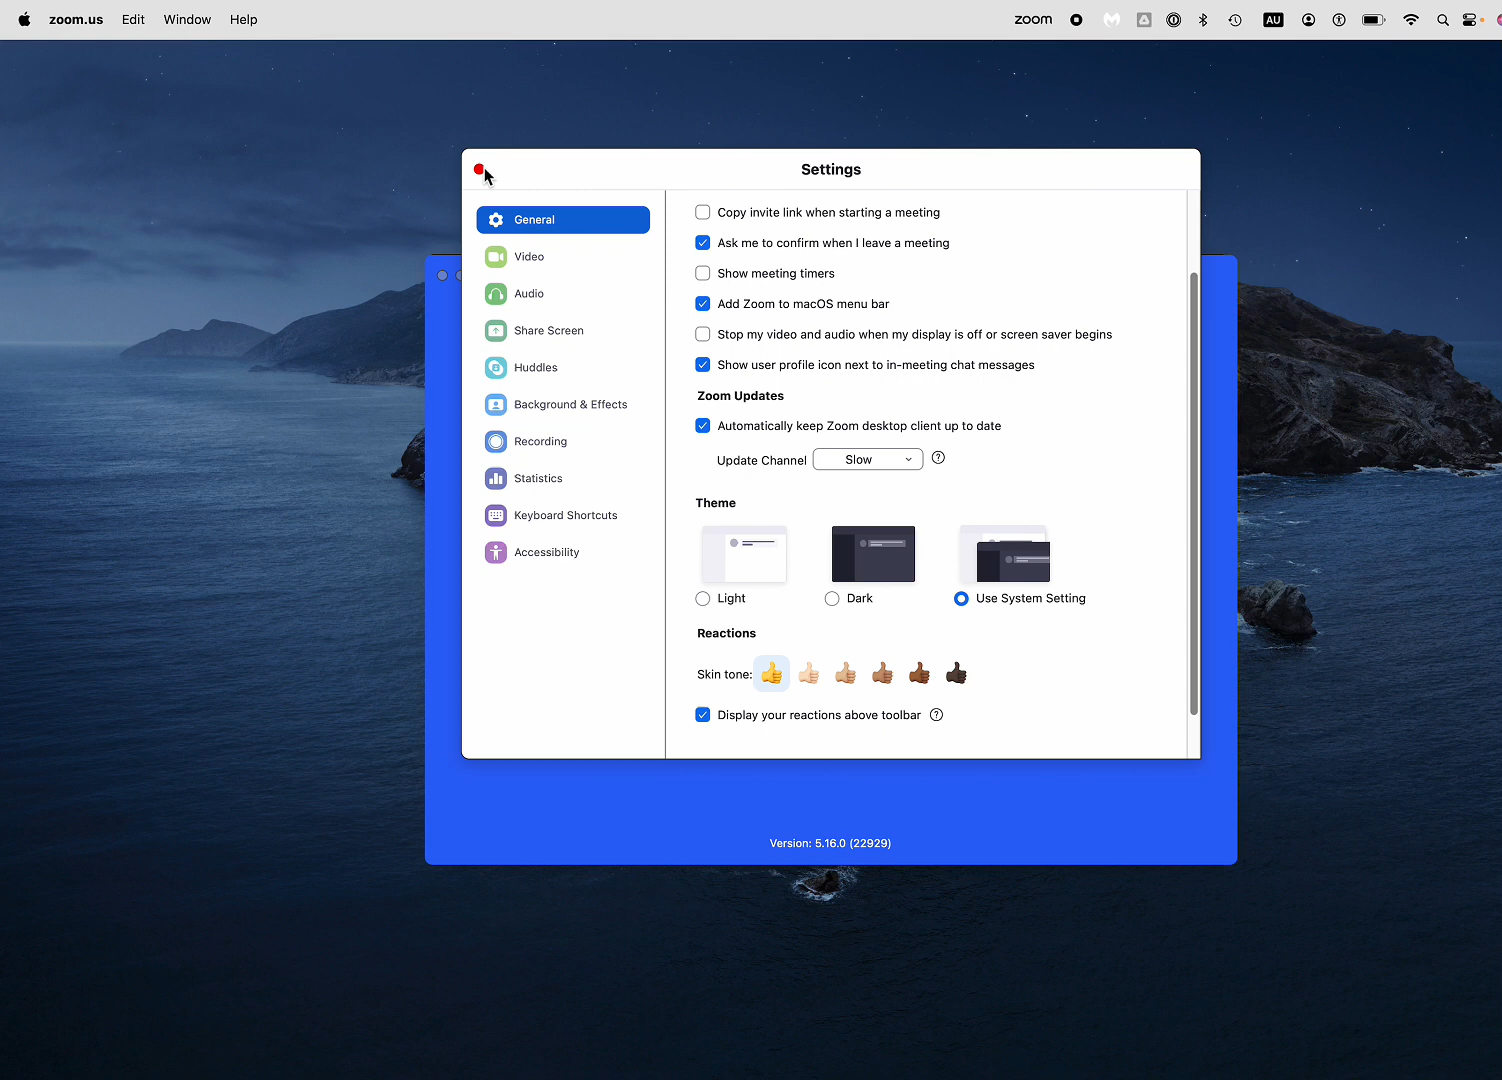 zoom.us Edit Window Help zoom AU
Settings
General
Video
Audio
Share Screen
Huddles
Background & Effects
Recording
Statistics
Keyboard Shortcuts
Accessibility
Copy invite link when starting a meeting
Ask me to confirm when I leave a meeting
Show meeting timers
Add Zoom to macOS menu bar
Stop my video and audio when my display is off or screen saver begins
Show user profile icon next to in-meeting chat messages
Zoom Updates
Automatically keep Zoom desktop client up to date
Update Channel Slow ?
Theme
Light Dark Use System Setting
Reactions
Skin tone:
Display your reactions above toolbar ?
Version: 5.16.0 (22929)